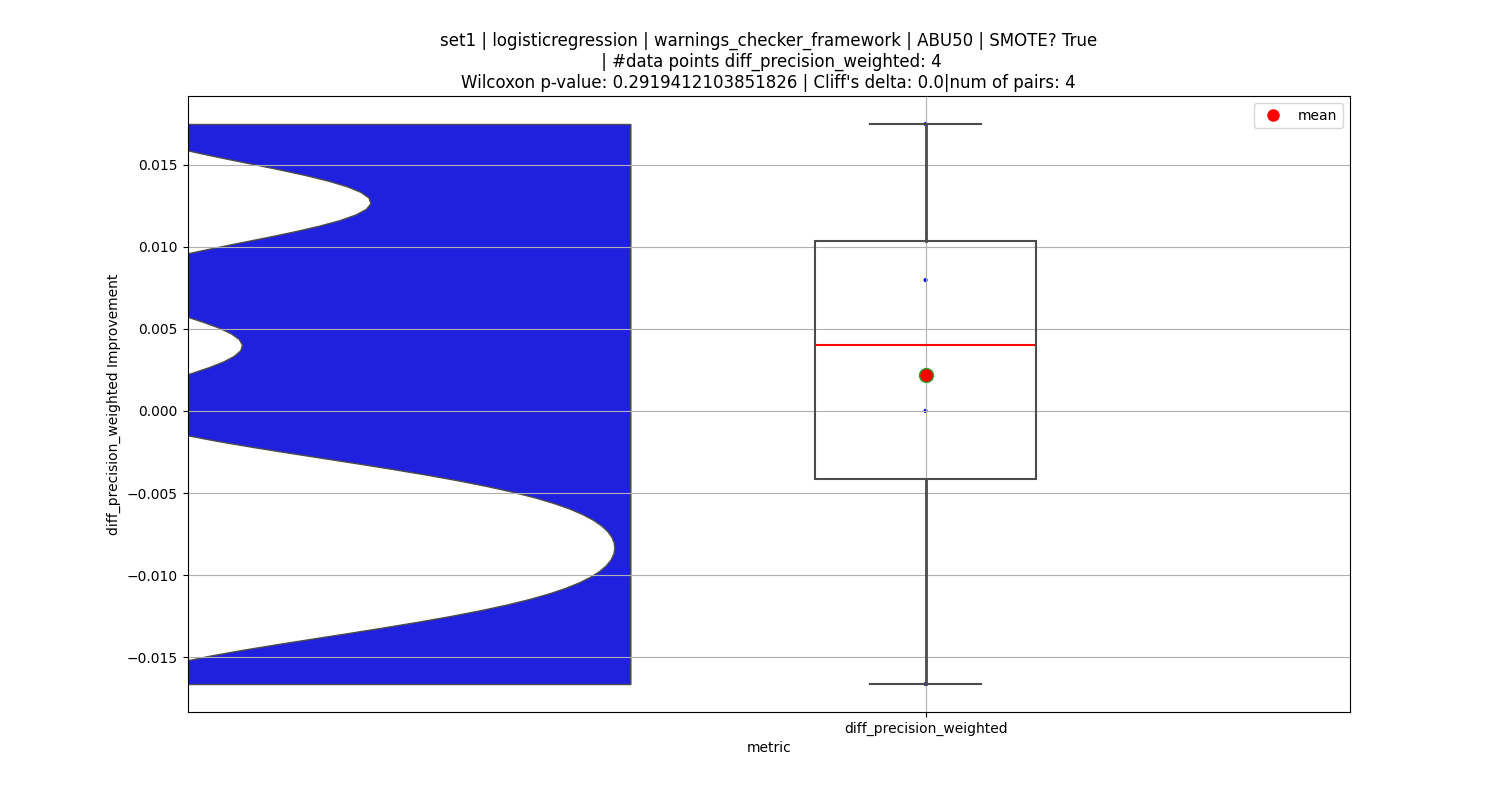 set1 | logisticregression | warnings_checker_framework | ABU50 | SMOTE? True
| #data points diff_precision_weighted: 4
Wilcoxon p-value: 0.2919412103851826 | Cliff's delta: 0.0|num of pairs: 4
mean
0.015
0.010
0.005
0.000
−0.005
−0.010
−0.015
diff_precision_weighted Improvement
diff_precision_weighted
metric